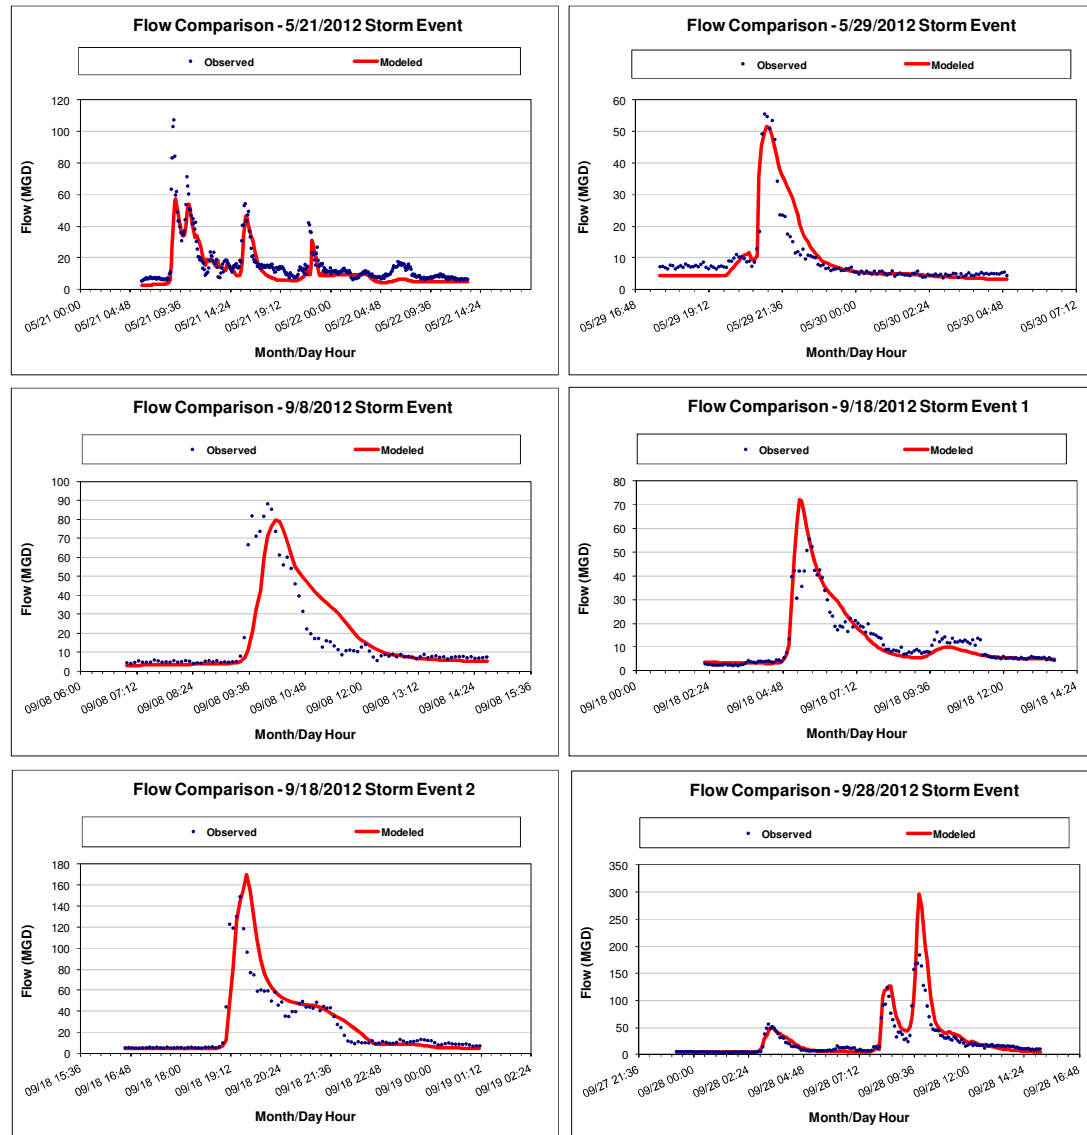 Flow Comparison - 5/21/2012 Storm Event
Observed Modeled
120
100
80
60
40
20
0
Flow (MGD)
05/21 00:00 05/21 04:48 05/21 09:36 05/21 14:24 05/21 19:12 05/22 00:00 05/22 04:48 05/22 09:36 05/22 14:24
Month/Day Hour
Flow Comparison - 5/29/2012 Storm Event
Observed Modeled
60
50
40
30
20
10
0
Flow (MGD)
05/29 16:48 05/29 19:12 05/29 21:36 05/30 00:00 05/30 02:24 05/30 04:48 05/30 07:12
Month/Day Hour
Flow Comparison - 9/8/2012 Storm Event
Observed Modeled
100
90
80
70
60
50
40
30
20
10
0
Flow (MGD)
09/08 06:00 09/08 07:12 09/08 08:24 09/08 09:36 09/08 10:48 09/08 12:00 09/08 13:12 09/08 14:24 09/08 15:36
Month/Day Hour
Flow Comparison - 9/18/2012 Storm Event 1
Observed Modeled
80
70
60
50
40
30
20
10
0
Flow (MGD)
09/18 00:00 09/18 02:24 09/18 04:48 09/18 07:12 09/18 09:36 09/18 12:00 09/18 14:24
Month/Day Hour
Flow Comparison - 9/18/2012 Storm Event 2
Observed Modeled
180
160
140
120
100
80
60
40
20
0
Flow (MGD)
09/18 15:36 09/18 16:48 09/18 18:00 09/18 19:12 09/18 20:24 09/18 21:36 09/18 22:48 09/19 00:00 09/19 01:12 09/19 02:24
Month/Day Hour
Flow Comparison - 9/28/2012 Storm Event
Observed Modeled
350
300
250
200
150
100
50
0
Flow (MGD)
09/27 21:36 09/28 00:00 09/28 02:24 09/28 04:48 09/28 07:12 09/28 09:36 09/28 12:00 09/28 14:24 09/28 16:48
Month/Day Hour